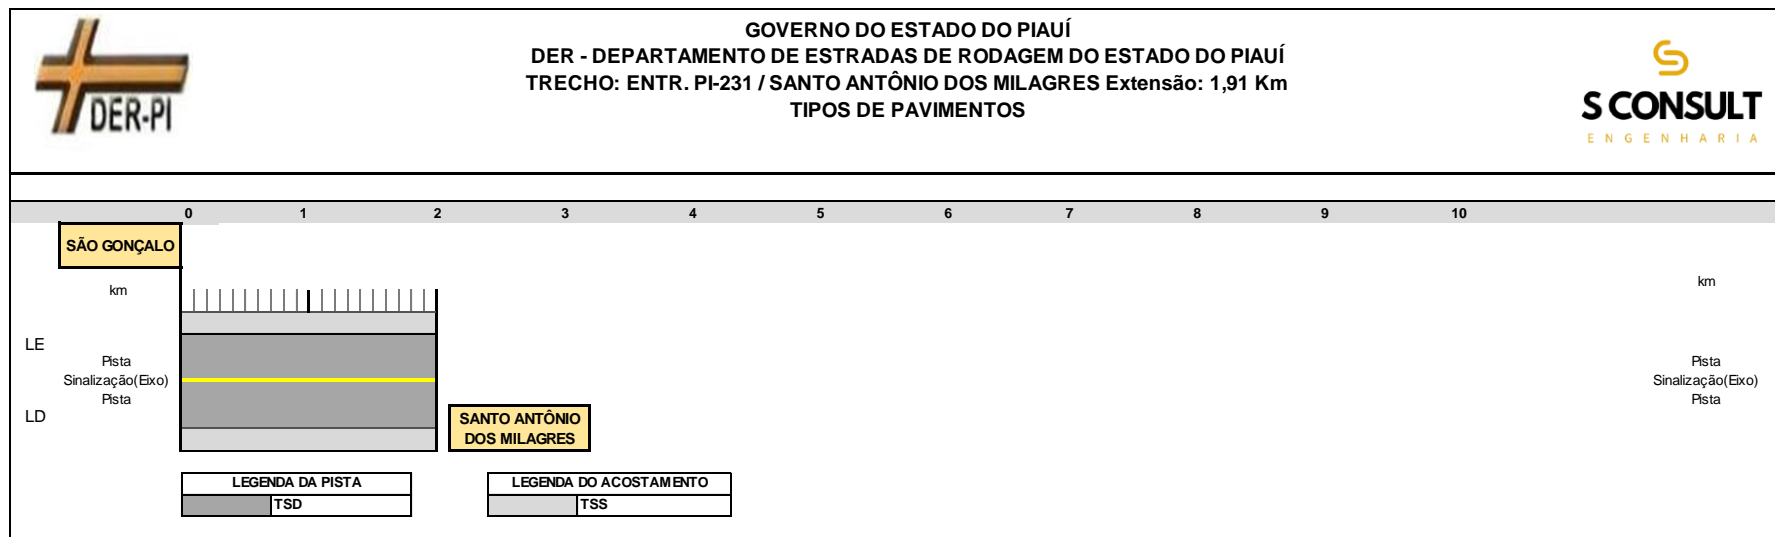 GOVERNO DO ESTADO DO PIAUÍ
DER - DEPARTAMENTO DE ESTRADAS DE RODAGEM DO ESTADO DO PIAUÍ
TRECHO: ENTR. PI-231 / SANTO ANTÔNIO DOS MILAGRES Extensão: 1,91 Km
TIPOS DE PAVIMENTOS
DER-PI
S CONSULT
ENGENHARIA
0 1 2 3 4 5 6 7 8 9 10
SÃO GONÇALO
km km
LE
Pista Pista
Sinalização(Eixo) Sinalização(Eixo)
Pista Pista
LD
SANTO ANTÔNIO
DOS MILAGRES
LEGENDA DA PISTA LEGENDA DO ACOSTAMENTO
TSD TSS